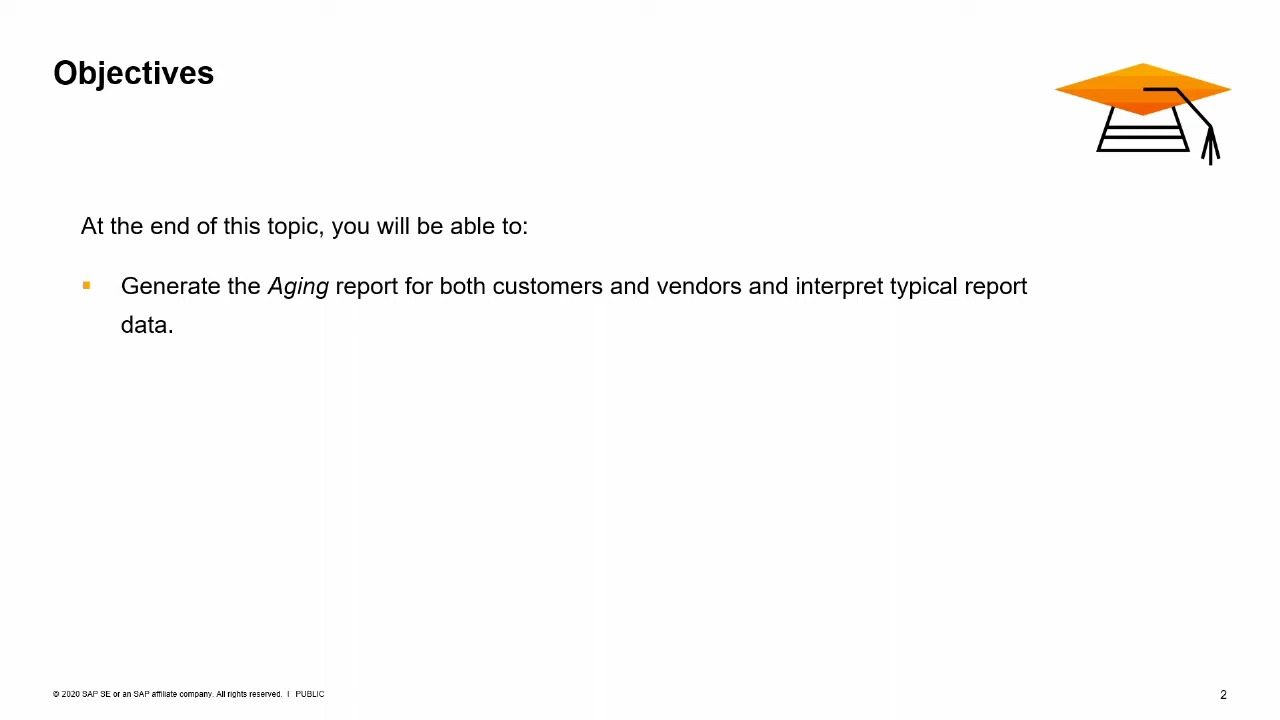 Objectives
At the end of this topic, you will be able to:
▪ Generate the Aging report for both customers and vendors and interpret typical report
data.
© 2020 SAP SE or an SAP affiliate company. All rights reserved. I PUBLIC
2